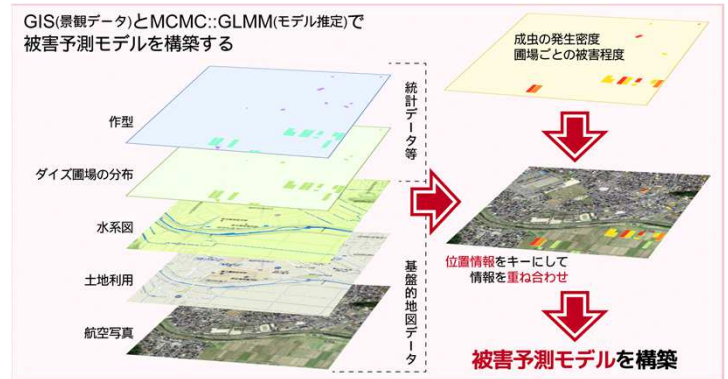 GIS(景観データ)とMCMC::GLMM(モデル推定)で
被害予測モデルを構築する
作型
ダイズ圃場の分布
水系図
土地利用
航空写真
統計データ等
基盤的地図データ
成虫の発生密度
圃場ごとの被害程度
位置情報をキーにして
情報を重ね合わせ
被害予測モデルを構築